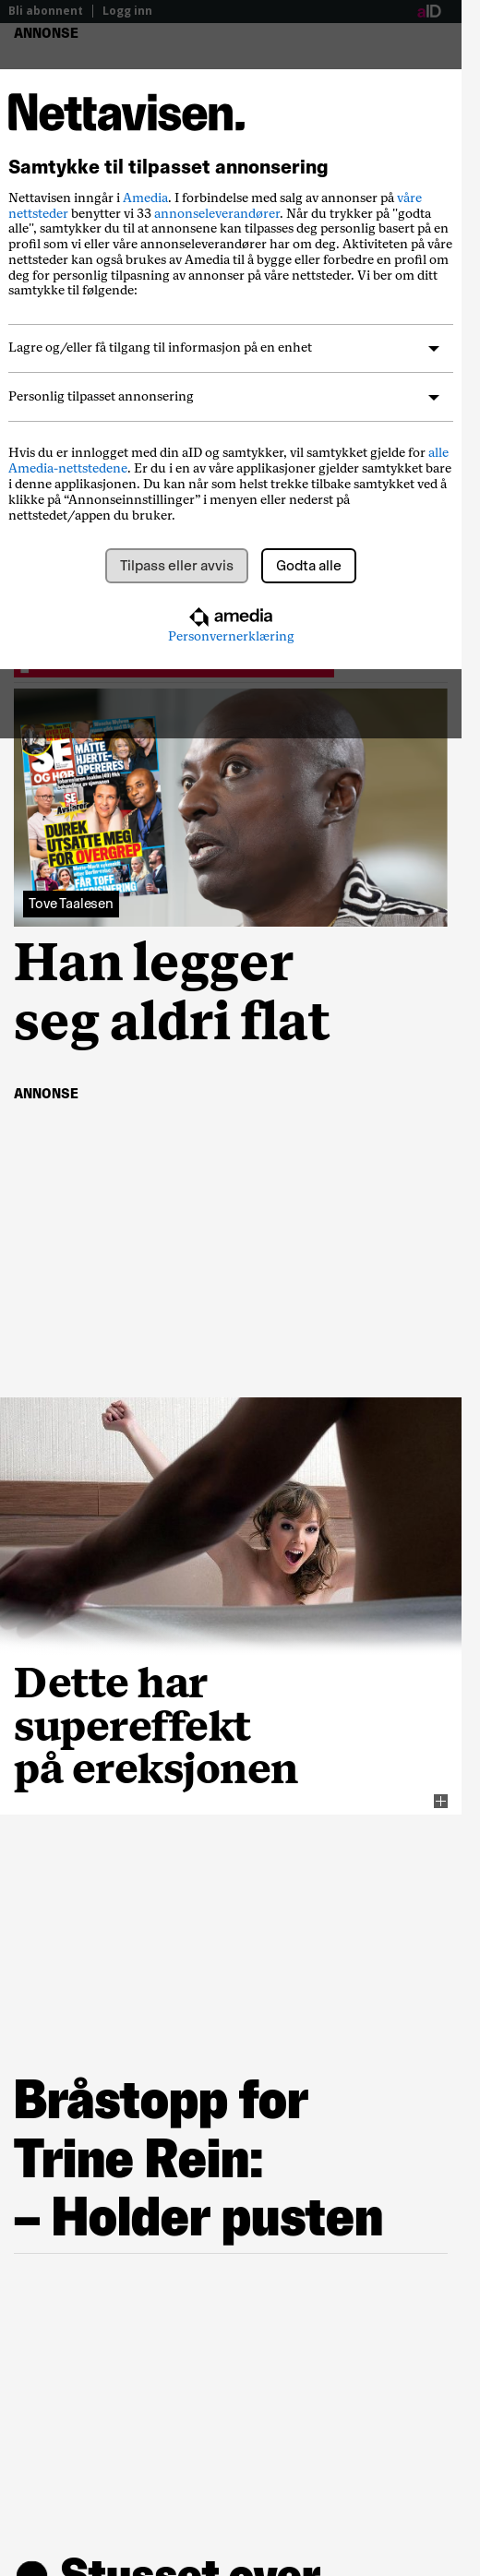 Bli abonnent | Logg inn
aID
ANNONSE
Nettavisen.
Samtykke til tilpasset annonsering
Nettavisen inngår i Amedia. I forbindelse med salg av annonser på våre
nettsteder benytter vi 33 annonseleverandører. Når du trykker på "godta
alle", samtykker du til at annonsene kan tilpasses deg personlig basert på en
profil som vi eller våre annonseleverandører har om deg. Aktiviteten på våre
nettsteder kan også brukes av Amedia til å bygge eller forbedre en profil om
deg for personlig tilpasning av annonser på våre nettsteder. Vi ber om ditt
samtykke til følgende:
Lagre og/eller få tilgang til informasjon på en enhet
Personlig tilpasset annonsering
Hvis du er innlogget med din aID og samtykker, vil samtykket gjelde for alle
Amedia-nettstedene. Er du i en av våre applikasjoner gjelder samtykket bare
i denne applikasjonen. Du kan når som helst trekke tilbake samtykket ved å
klikke på “Annonseinnstillinger” i menyen eller nederst på
nettstedet/appen du bruker.
Tilpass eller avvis
Godta alle
amedia
Personvernerklæring
SE
OG HØR
MÄTTE
HJERTE-
OPERERES
DUREK
UTSATTE MEG
FOR OVERGREP
FÅR TØFF
Tove Taalesen
Han legger
seg aldri flat
ANNONSE
Dette har
supereffekt
på ereksjonen
Bråstopp for
Trine Rein:
– Holder pusten
Stusset over